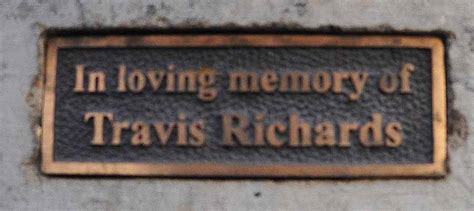 In loving memory of
Travis Richards